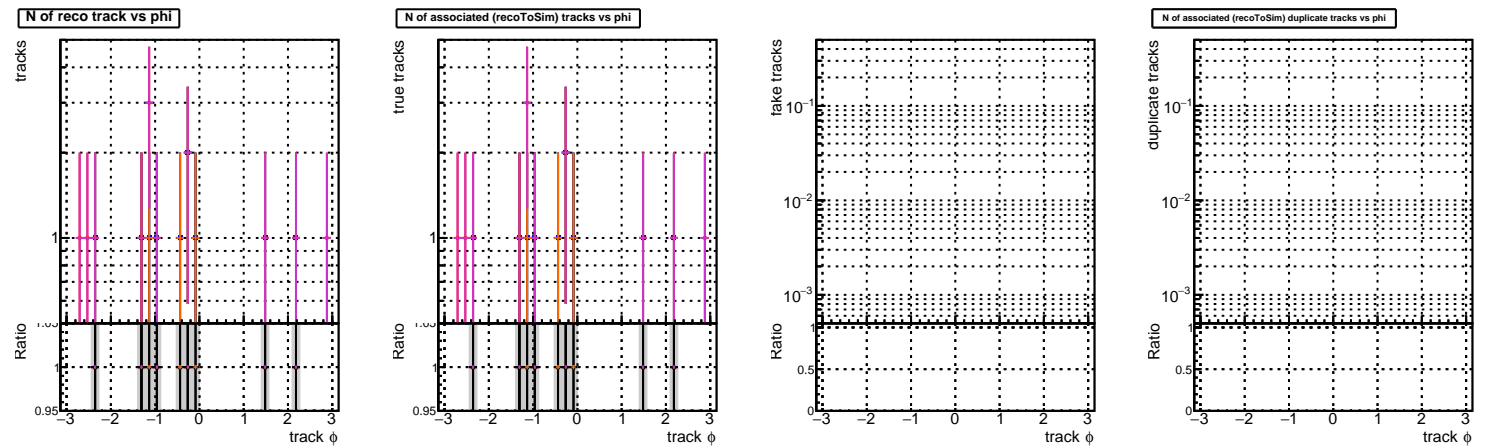 N of reco track vs phi
tracks
1
1.05
Ratio
1
0.95
−3 −2 −1 0 1 2 3
track ϕ
N of associated (recoToSim) tracks vs phi
true tracks
1
Ratio
1
0.95
−3 −2 −1 0 1 2 3
track ϕ
fake tracks
10−1
10−2
10−3
Ratio
1
0.5
0
−3 −2 −1 0 1 2 3
track ϕ
N of associated (recoToSim) duplicate tracks vs phi
duplicate tracks
10−1
10−2
10−3
Ratio
1
0.5
0
−3 −2 −1 0 1 2 3
track ϕ